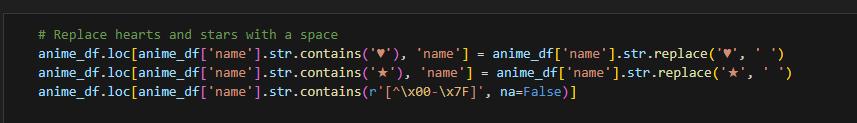 # Replace hearts and stars with a space
anime_df.loc[anime_df['name'].str.contains('♥'), 'name'] = anime_df['name'].str.replace('♥', ' ')
anime_df.loc[anime_df['name'].str.contains('★'), 'name'] = anime_df['name'].str.replace('★', ' ')
anime_df.loc[anime_df['name'].str.contains(r'[^\x00-\x7F]', na=False)]